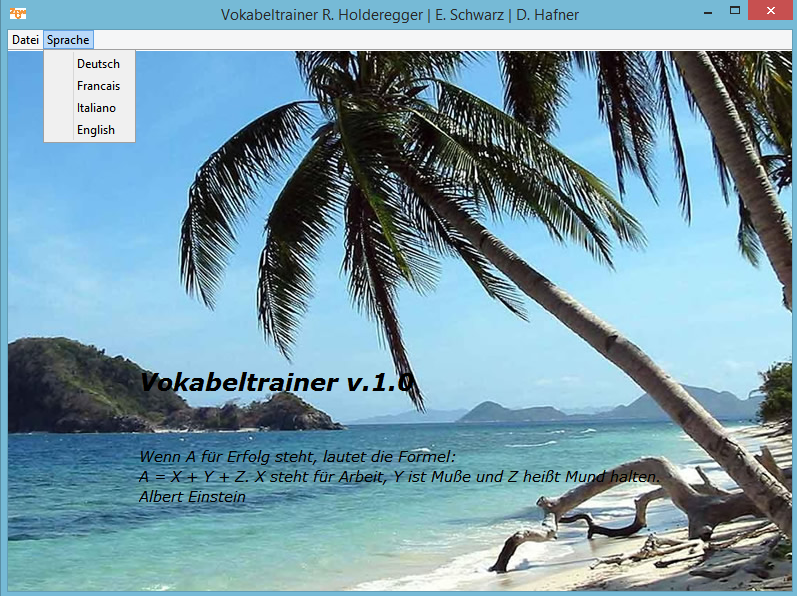 Vokabeltrainer R. Holderegger | E. Schwarz | D. Hafner
Datei Sprache
Deutsch
Francais
Italiano
English
Vokabeltrainer v.1.0
Wenn A für Erfolg steht, lautet die Formel:
A = X + Y + Z. X steht für Arbeit, Y ist Muße und Z heißt Mund halten.
Albert Einstein